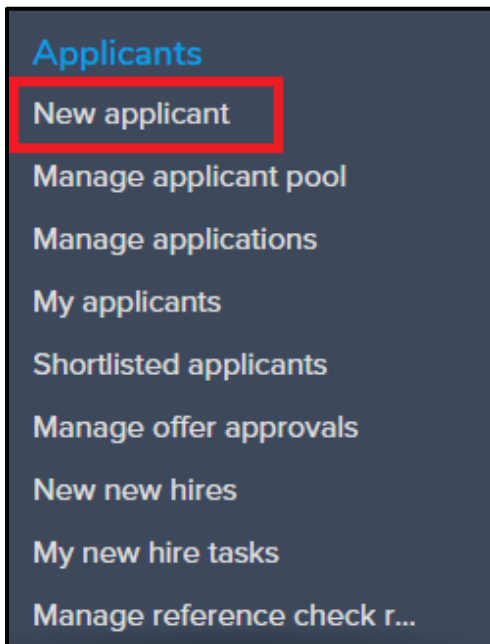 Applicants
New applicant
Manage applicant pool
Manage applications
My applicants
Shortlisted applicants
Manage offer approvals
New new hires
My new hire tasks
Manage reference check r...